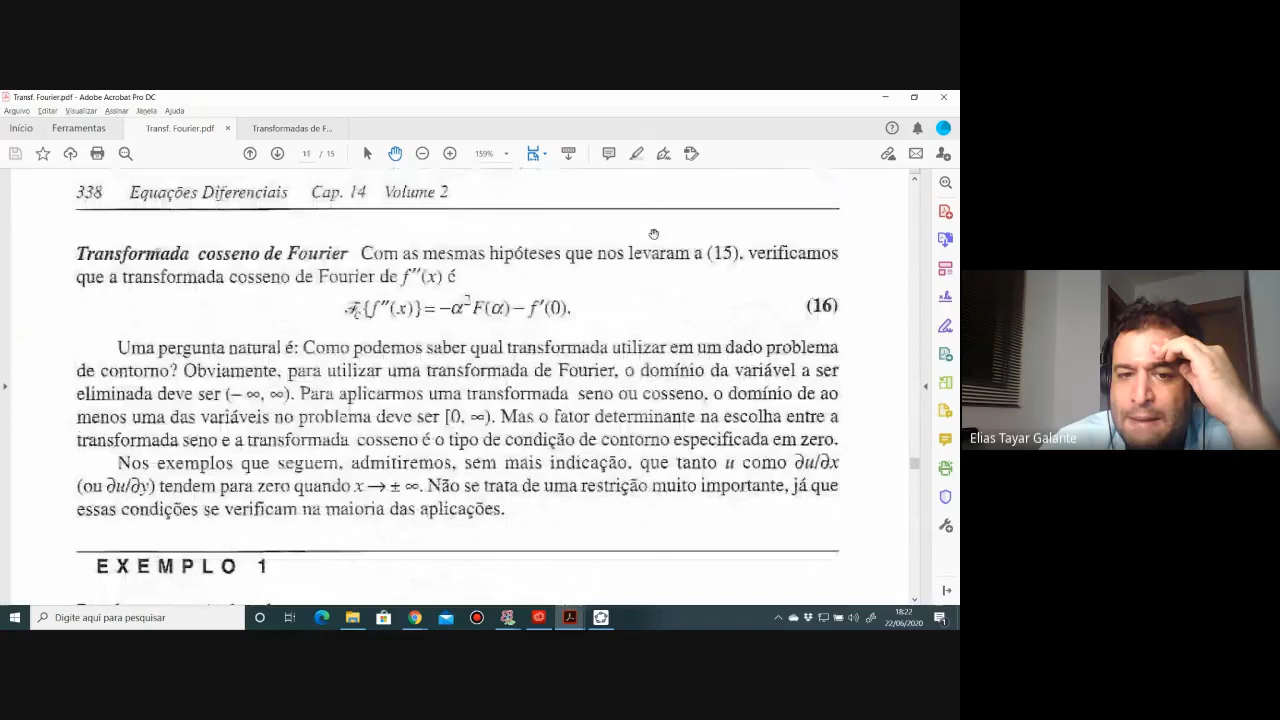 Transf. Fourier.pdf - Adobe Acrobat Pro DC
Arquivo Editar Visualizar Assinar Janela Ajuda
Início Ferramentas Transf. Fourier.pdf × Transformadas de F...
11 / 15 159%
338 Equações Diferenciais Cap. 14 Volume 2
Transformada cosseno de Fourier Com as mesmas hipóteses que nos levaram a (15), verificamos
que a transformada cosseno de Fourier de f″(x) é
ℱc{f″(x)} = −α²F(α) − f′(0). (16)
Uma pergunta natural é: Como podemos saber qual transformada utilizar em um dado problema
de contorno? Obviamente, para utilizar uma transformada de Fourier, o domínio da variável a ser
eliminada deve ser (− ∞, ∞). Para aplicarmos uma transformada seno ou cosseno, o domínio de ao
menos uma das variáveis no problema deve ser [0, ∞). Mas o fator determinante na escolha entre a
transformada seno e a transformada cosseno é o tipo de condição de contorno especificada em zero.
Nos exemplos que seguem, admitiremos, sem mais indicação, que tanto u como ∂u/∂x
(ou ∂u/∂y) tendem para zero quando x → ± ∞. Não se trata de uma restrição muito importante, já que
essas condições se verificam na maioria das aplicações.
EXEMPLO 1
Elias Tayar Galante
Digite aqui para pesquisar
18:22
22/06/2020